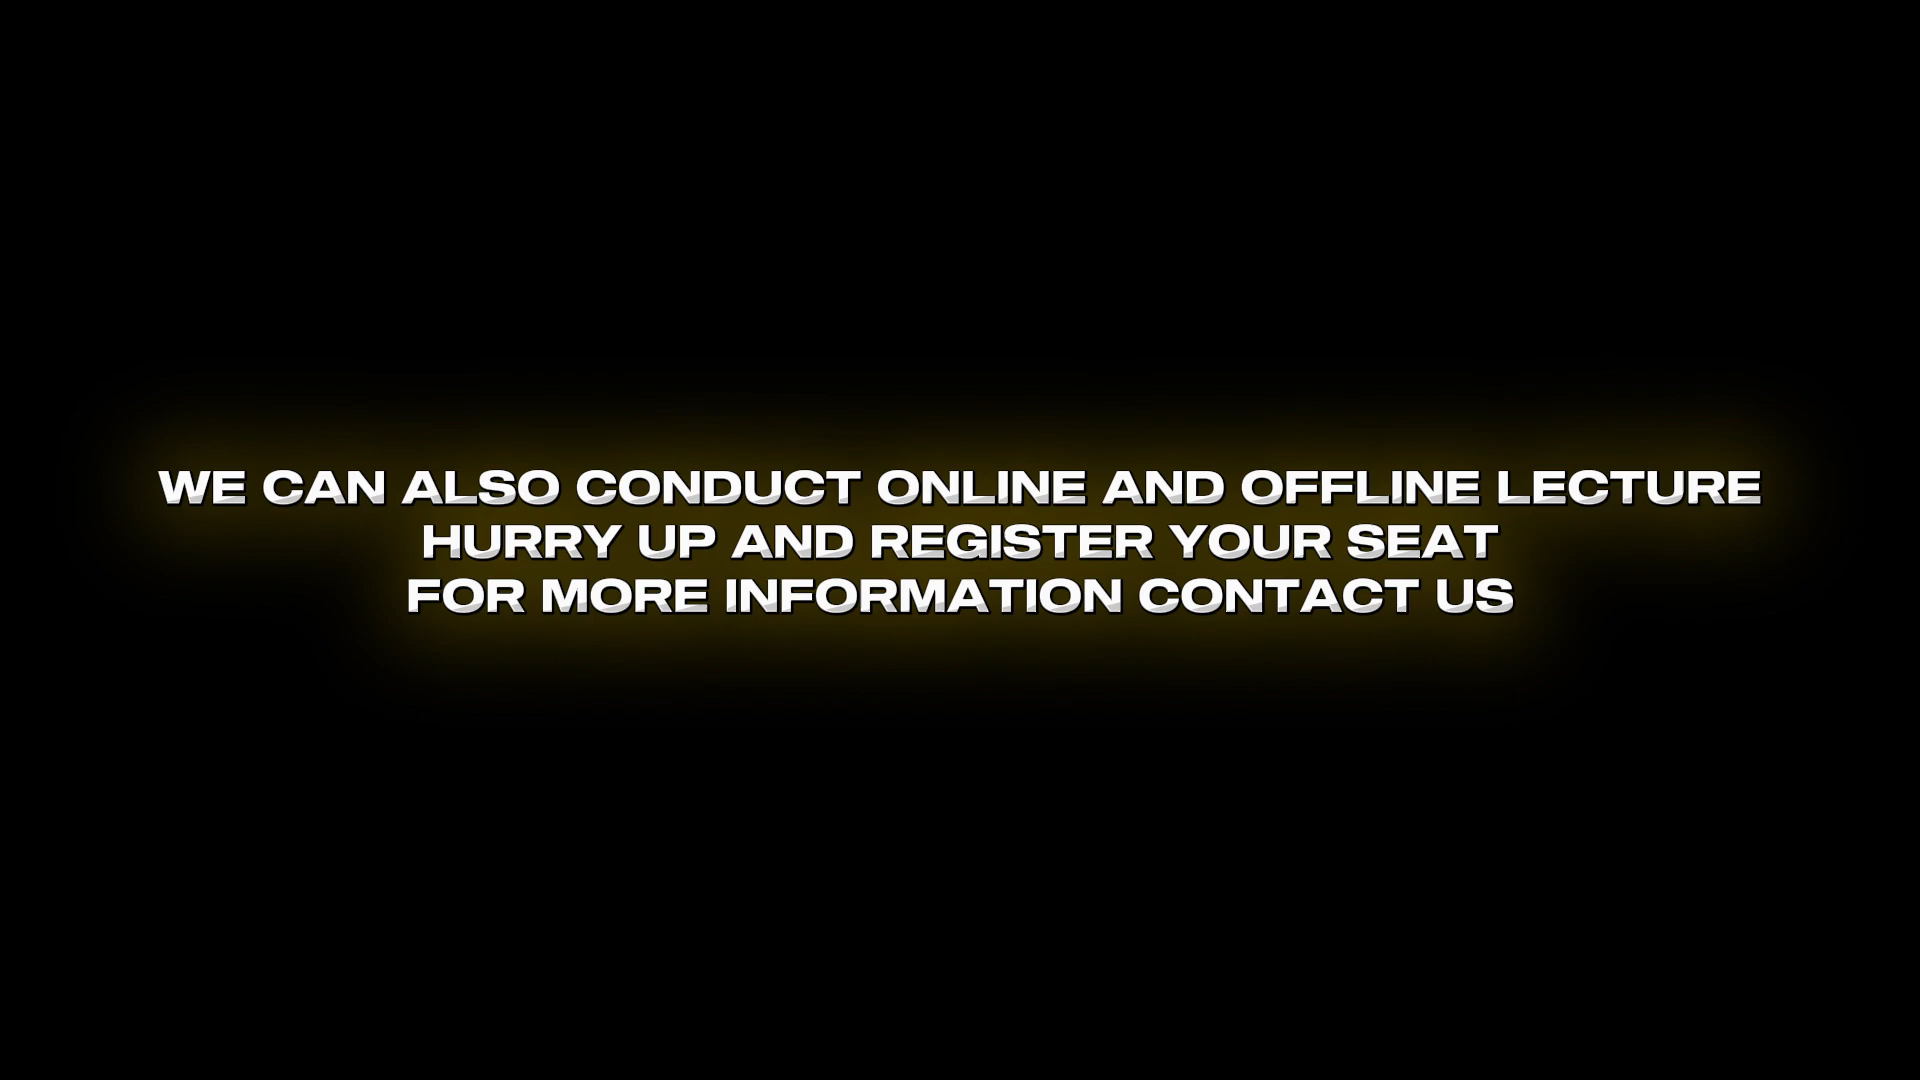 WE CAN ALSO CONDUCT ONLINE AND OFFLINE LECTURE
HURRY UP AND REGISTER YOUR SEAT
FOR MORE INFORMATION CONTACT US